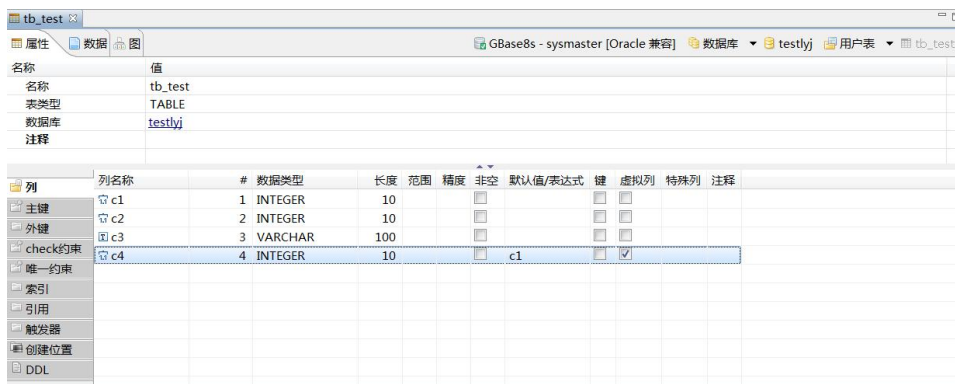 tb_test
属性 数据 图 GBase8s - sysmaster [Oracle 兼容] 数据库 testlyj 用户表 tb_test
名称 值
名称 tb_test
表类型 TABLE
数据库 testlyj
注释
列
主键
外键
check约束
唯一约束
索引
引用
触发器
创建位置
DDL
列名称 # 数据类型 长度 范围 精度 非空 默认值/表达式 键 虚拟列 特殊列 注释
c1 1 INTEGER 10
c2 2 INTEGER 10
c3 3 VARCHAR 100
c4 4 INTEGER 10 c1